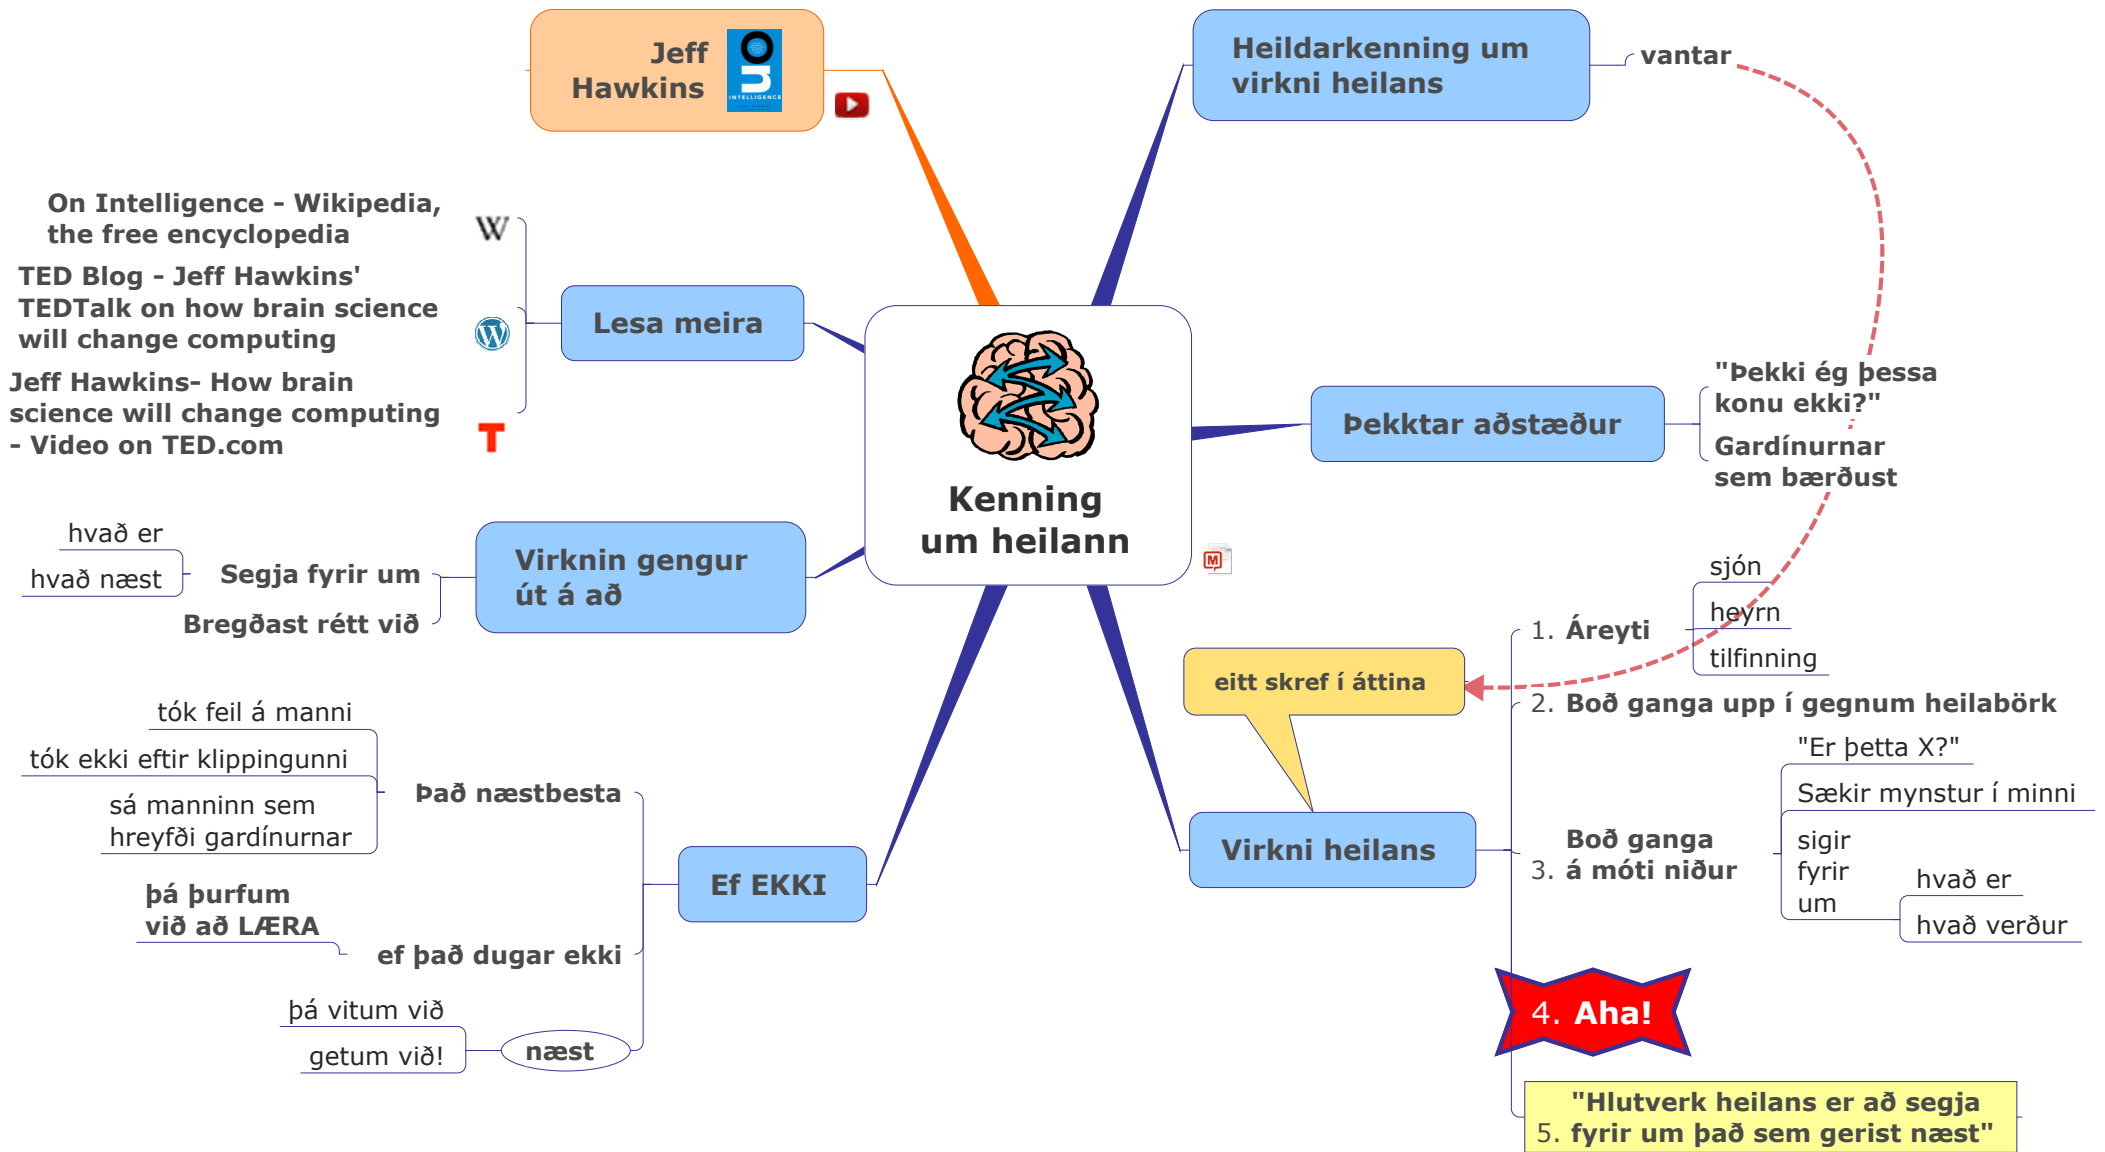 Kenning
um heilann
Jeff
Hawkins
INTELLIGENCE
Heildarkenning um
virkni heilans
vantar
Þekktar aðstæður
"Þekki ég þessa
konu ekki?"
Gardínurnar
sem bærðust
eitt skref í áttina
Virkni heilans
1. Áreyti
sjón
heyrn
tilfinning
2. Boð ganga upp í gegnum heilabörk
Boð ganga
3. á móti niður
"Er þetta X?"
Sækir mynstur í minni
sigir
fyrir
um
hvað er
hvað verður
4. Aha!
"Hlutverk heilans er að segja
5. fyrir um það sem gerist næst"
Lesa meira
On Intelligence - Wikipedia,
the free encyclopedia
W
TED Blog - Jeff Hawkins'
TEDTalk on how brain science
will change computing
W
Jeff Hawkins- How brain
science will change computing
- Video on TED.com
T
Virknin gengur
út á að
Segja fyrir um
hvað er
hvað næst
Bregðast rétt við
Ef EKKI
Það næstbesta
tók feil á manni
tók ekki eftir klippingunni
sá manninn sem
hreyfði gardínurnar
ef það dugar ekki
þá þurfum
við að LÆRA
næst
þá vitum við
getum við!
M